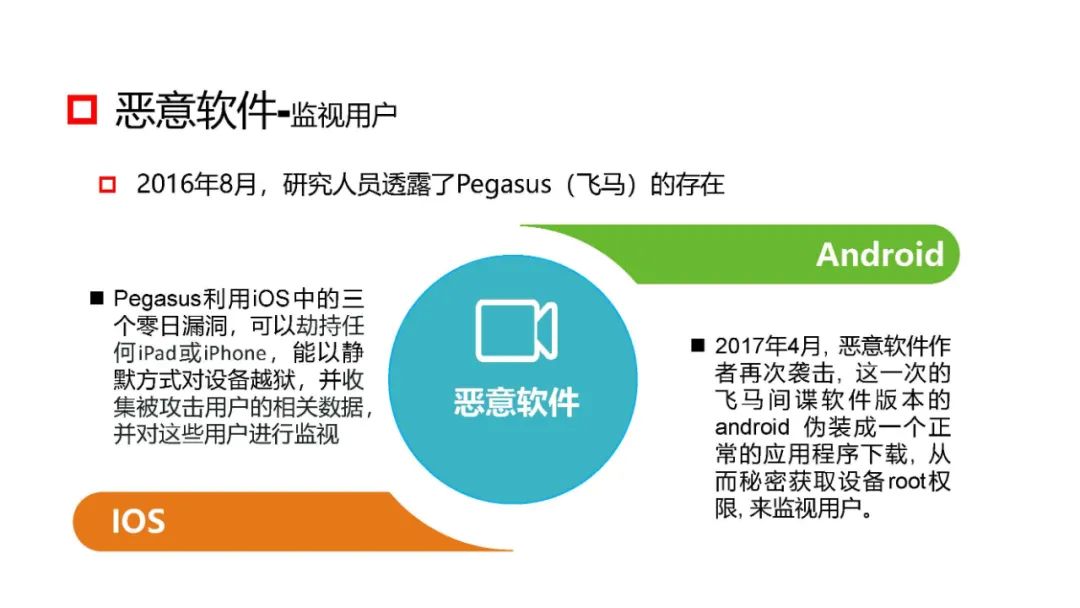 恶意软件-监视用户
2016年8月，研究人员透露了Pegasus（飞马）的存在
Android
Pegasus利用iOS中的三
个零日漏洞，可以劫持任
何iPad或iPhone，能以静
默方式对设备越狱，并收
集被攻击用户的相关数据，
并对这些用户进行监视
恶意软件
2017年4月, 恶意软件作
者再次袭击, 这一次的
飞马间谍软件版本的
android 伪装成一个正
常的应用程序下载, 从
而秘密获取设备root权
限, 来监视用户。
IOS